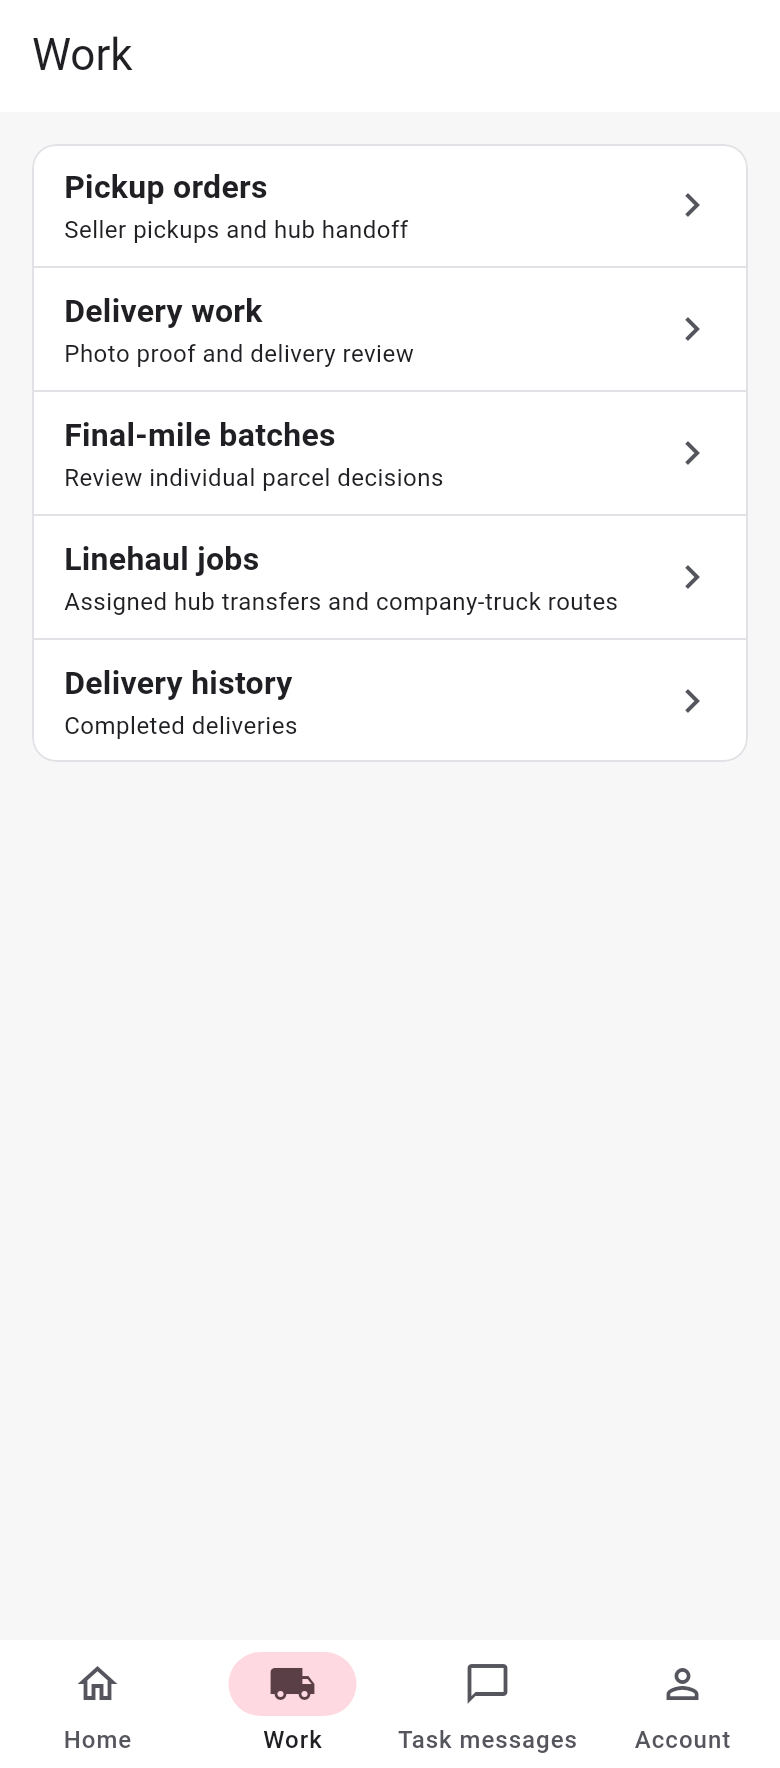 Work
Pickup orders
Seller pickups and hub handoff
Delivery work
Photo proof and delivery review
Final-mile batches
Review individual parcel decisions
Linehaul jobs
Assigned hub transfers and company-truck routes
Delivery history
Completed deliveries
Home
Work
Task messages
Account